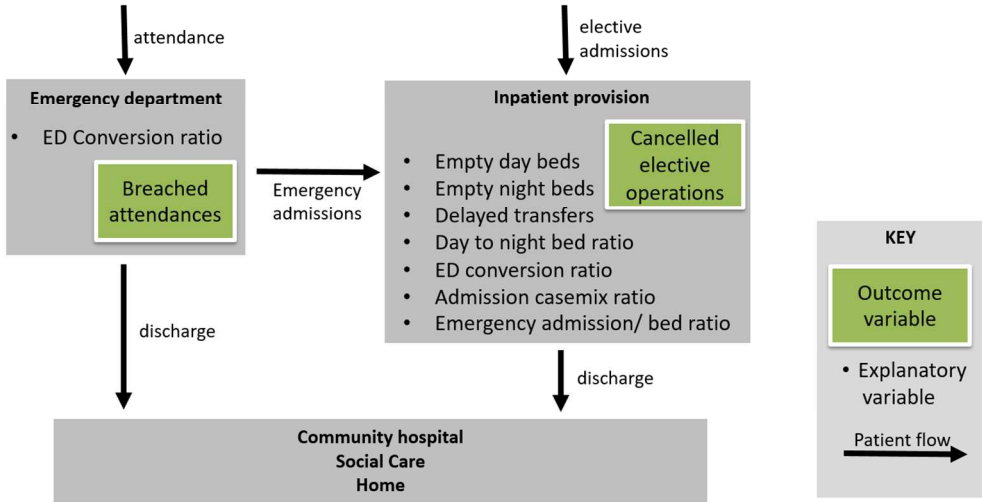 attendance
elective
admissions
Emergency department
• ED Conversion ratio
Breached
attendances
Emergency
admissions
Inpatient provision
Cancelled
elective
operations
• Empty day beds
• Empty night beds
• Delayed transfers
• Day to night bed ratio
• ED conversion ratio
• Admission casemix ratio
• Emergency admission/ bed ratio
discharge
discharge
Community hospital
Social Care
Home
KEY
Outcome
variable
• Explanatory
variable
Patient flow